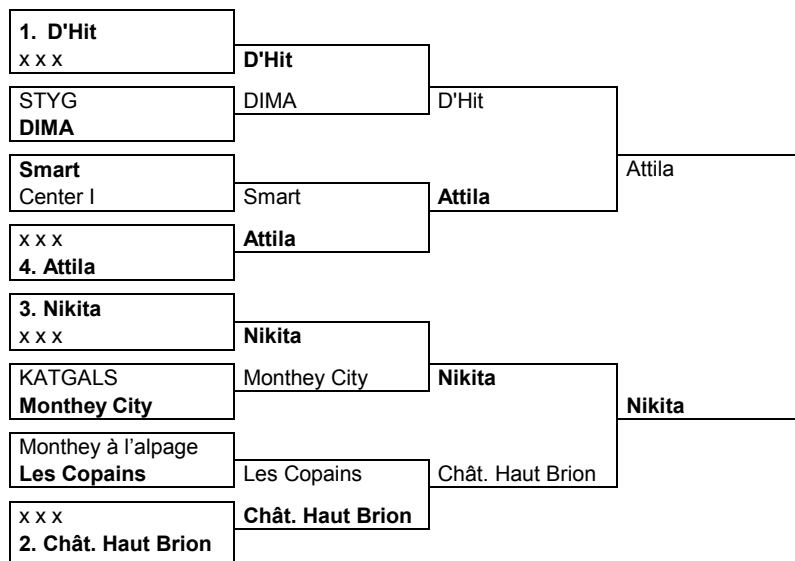 1. D'Hit
x x x
STYG
DIMA
Smart
Center I
x x x
4. Attila
3. Nikita
x x x
KATGALS
Monthey City
Monthey à l’alpage
Les Copains
x x x
2. Chât. Haut Brion
D'Hit
DIMA
Smart
Attila
Nikita
Monthey City
Les Copains
Chât. Haut Brion
D'Hit
Attila
Nikita
Chât. Haut Brion
Attila
Nikita